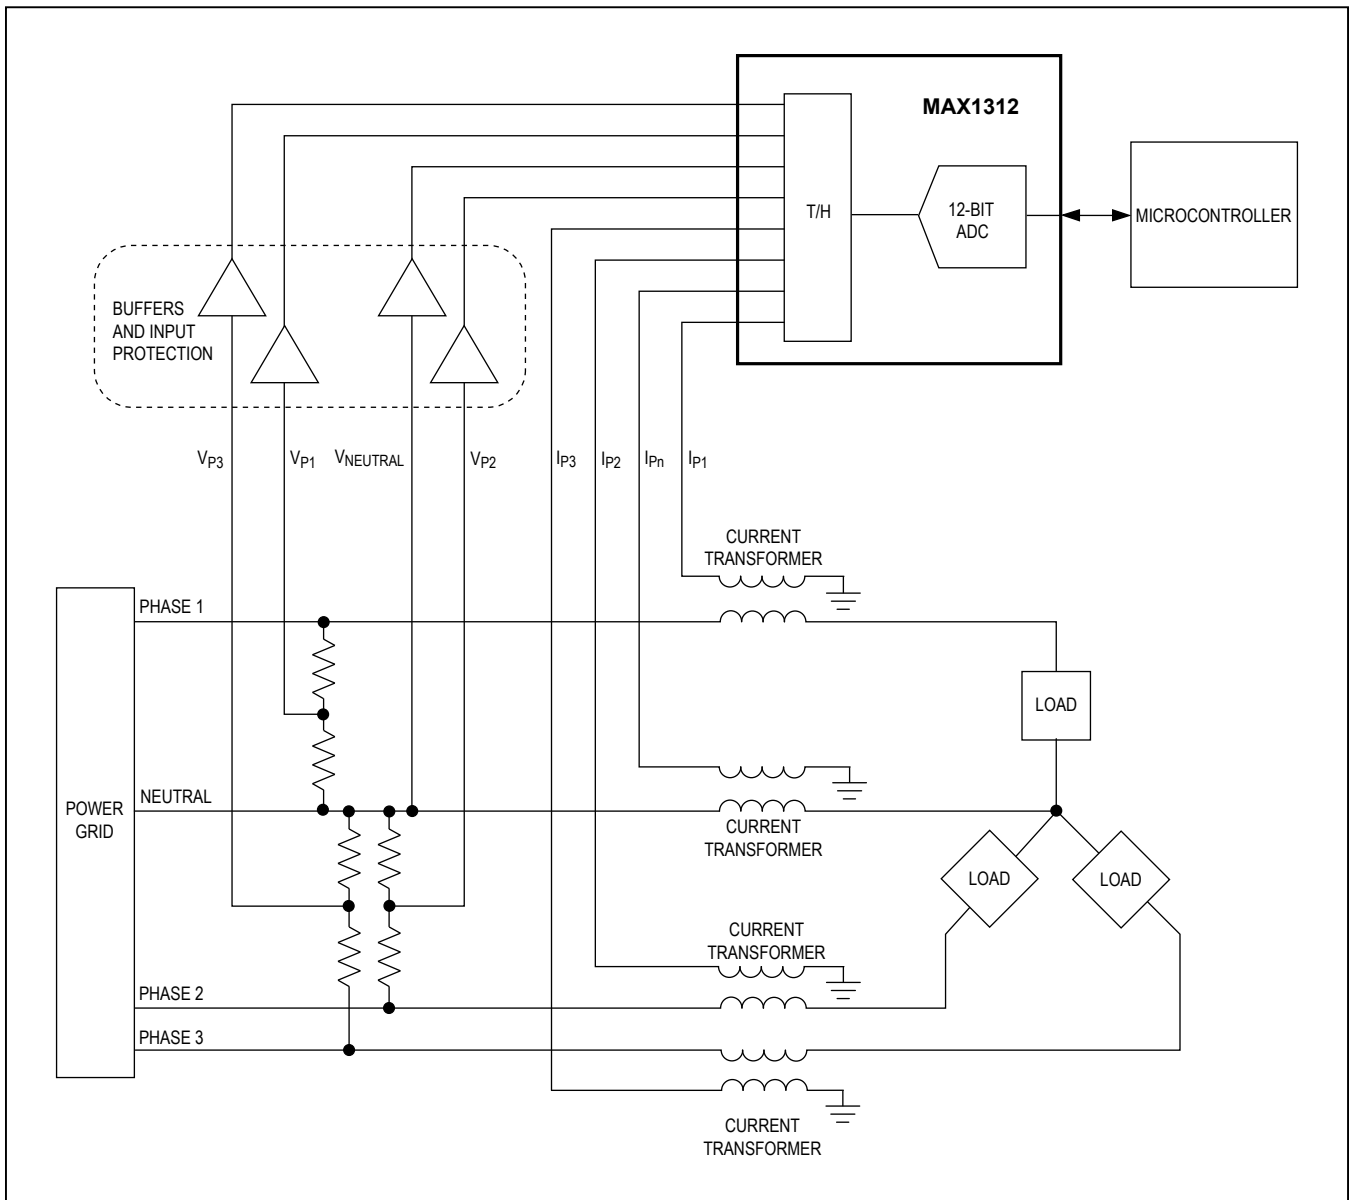 MAX1312
T/H
12-BIT
ADC
MICROCONTROLLER
BUFFERS
AND INPUT
PROTECTION
VP3
VP1
VNEUTRAL
VP2
IP3
IP2
IPn
IP1
CURRENT
TRANSFORMER
PHASE 1
LOAD
NEUTRAL
POWER
GRID
CURRENT
TRANSFORMER
LOAD
LOAD
CURRENT
TRANSFORMER
PHASE 2
PHASE 3
CURRENT
TRANSFORMER